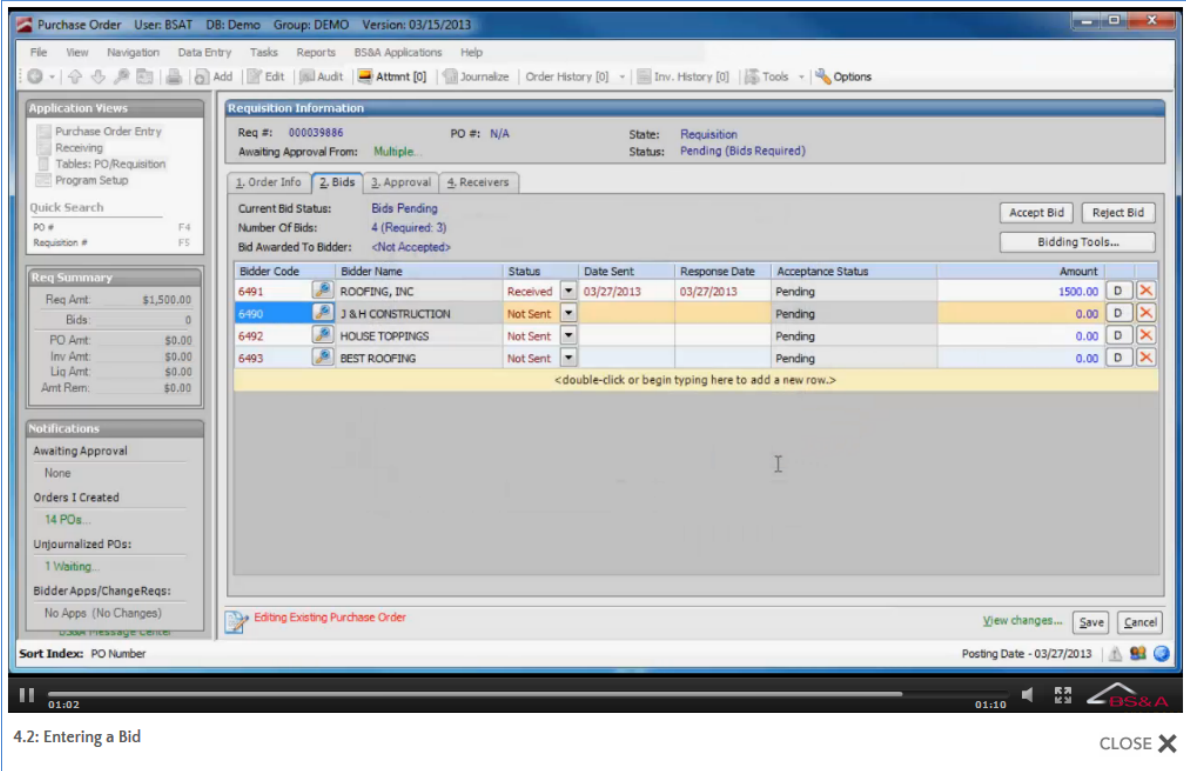 Purchase Order User: BSAT DB: Demo Group: DEMO Version: 03/15/2013
File View Navigation Data Entry Tasks Reports BS&A Applications Help
Add Edit Audit Attmnt [0] Journalize Order History [0] Inv. History [0] Tools Options
Application Views
Purchase Order Entry
Receiving
Tables: PO/Requisition
Program Setup
Quick Search
PO # F4
Requisition # F5
Req Summary
Req Amt: $1,500.00
Bids: 0
PO Amt: $0.00
Inv Amt: $0.00
Liq Amt: $0.00
Amt Rem: $0.00
Notifications
Awaiting Approval
None
Orders I Created
14 POs...
Unjournalized POs:
1 Waiting...
Bidder Apps/ChangeReqs:
No Apps (No Changes)
BS&A Message Center
Requisition Information
Req #: 000039886 PO #: N/A State: Requisition
Awaiting Approval From: Multiple... Status: Pending (Bids Required)
1. Order Info 2. Bids 3. Approval 4. Receivers
Current Bid Status: Bids Pending
Number Of Bids: 4 (Required: 3)
Bid Awarded To Bidder: <Not Accepted>
Accept Bid Reject Bid
Bidding Tools...
Bidder Code Bidder Name Status Date Sent Response Date Acceptance Status Amount
6491 ROOFING, INC Received 03/27/2013 03/27/2013 Pending 1500.00 D
6490 J & H CONSTRUCTION Not Sent Pending 0.00 D
6492 HOUSE TOPPINGS Not Sent Pending 0.00 D
6493 BEST ROOFING Not Sent Pending 0.00 D
<double-click or begin typing here to add a new row.>
Editing Existing Purchase Order View changes... Save Cancel
Sort Index: PO Number Posting Date - 03/27/2013
01:02 01:10 BS&A
4.2: Entering a Bid CLOSE